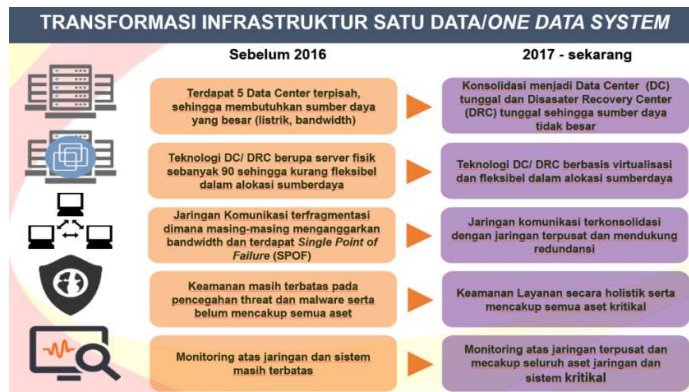 TRANSFORMASI INFRASTRUKTUR SATU DATA/ONE DATA SYSTEM
Sebelum 2016
2017 - sekarang
Terdapat 5 Data Center terpisah,
sehingga membutuhkan sumber daya
yang besar (listrik, bandwidth)
Konsolidasi menjadi Data Center (DC)
tunggal dan Disasater Recovery Center
(DRC) tunggal sehingga sumber daya
tidak besar
Teknologi DC/ DRC berupa server fisik
sebanyak 90 sehingga kurang fleksibel
dalam alokasi sumberdaya
Teknologi DC/ DRC berbasis virtualisasi
dan fleksibel dalam alokasi sumberdaya
Jaringan Komunikasi terfragmentasi
dimana masing-masing menganggarkan
bandwidth dan terdapat Single Point of
Failure (SPOF)
Jaringan komunikasi terkonsolidasi
dengan jaringan terpusat dan mendukung
redundansi
Keamanan masih terbatas pada
pencegahan threat dan malware serta
belum mencakup semua aset
Keamanan Layanan secara holistik serta
mencakup semua aset kritikal
Monitoring atas jaringan dan sistem
masih terbatas
Monitoring atas jaringan terpusat dan
mecakup seluruh aset jaringan dan
sistem kritikal